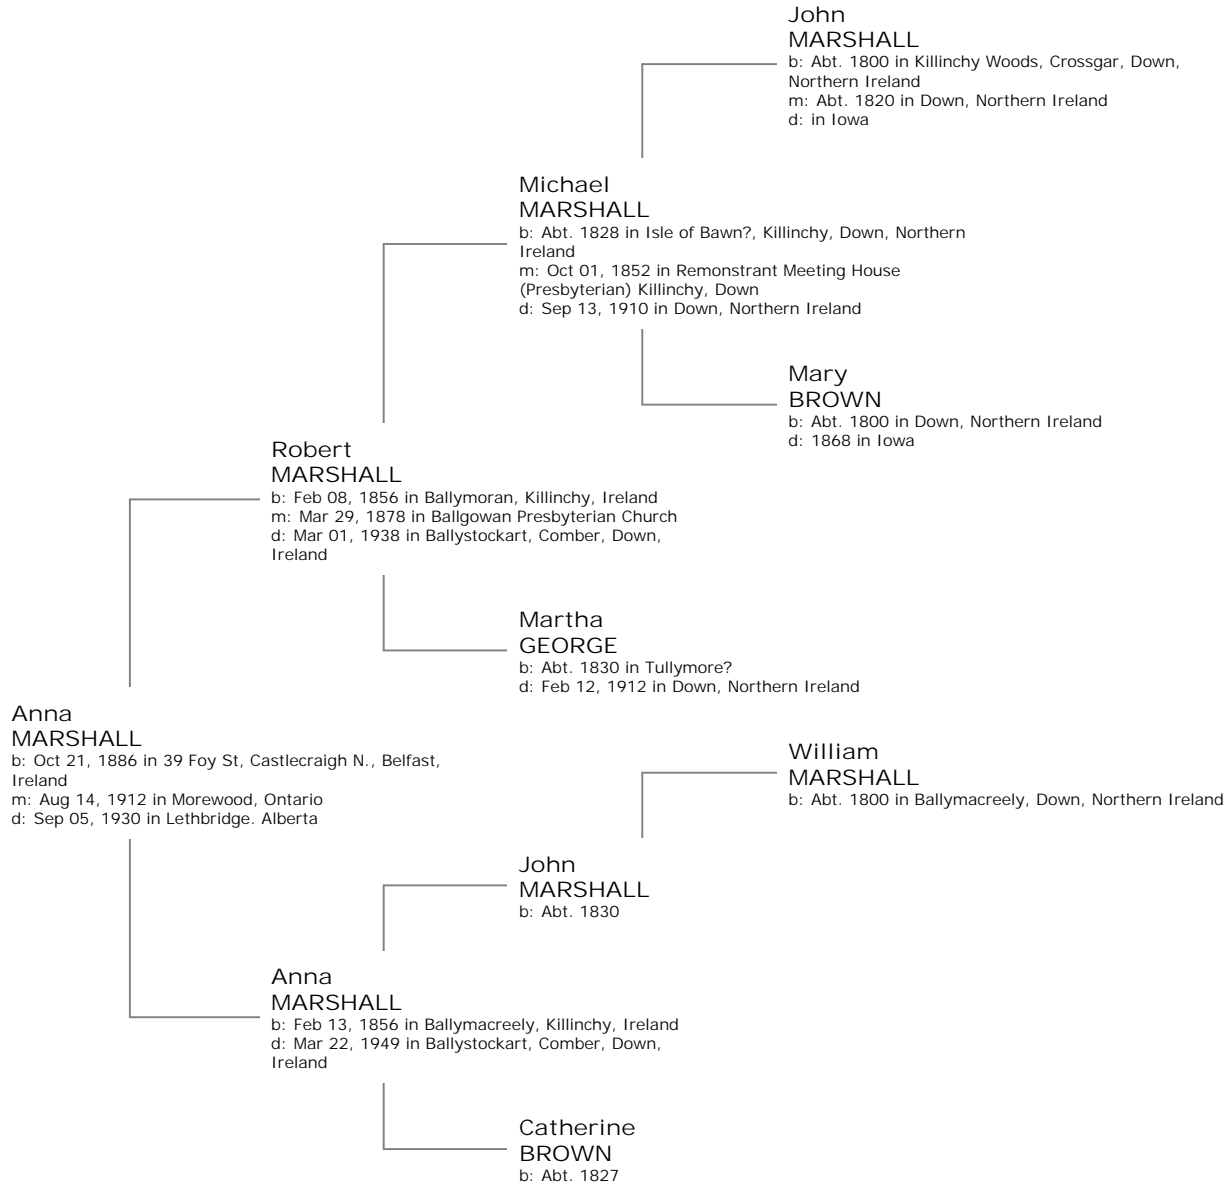 John
MARSHALL
b: Abt. 1800 in Killinchy Woods, Crossgar, Down,
Northern Ireland
m: Abt. 1820 in Down, Northern Ireland
d: in Iowa
Michael
MARSHALL
b: Abt. 1828 in Isle of Bawn?, Killinchy, Down, Northern
Ireland
m: Oct 01, 1852 in Remonstrant Meeting House
(Presbyterian) Killinchy, Down
d: Sep 13, 1910 in Down, Northern Ireland
Mary
BROWN
b: Abt. 1800 in Down, Northern Ireland
d: 1868 in Iowa
Robert
MARSHALL
b: Feb 08, 1856 in Ballymoran, Killinchy, Ireland
m: Mar 29, 1878 in Ballgowan Presbyterian Church
d: Mar 01, 1938 in Ballystockart, Comber, Down,
Ireland
Martha
GEORGE
b: Abt. 1830 in Tullymore?
d: Feb 12, 1912 in Down, Northern Ireland
Anna
MARSHALL
b: Oct 21, 1886 in 39 Foy St, Castlecraigh N., Belfast,
Ireland
m: Aug 14, 1912 in Morewood, Ontario
d: Sep 05, 1930 in Lethbridge. Alberta
William
MARSHALL
b: Abt. 1800 in Ballymacreely, Down, Northern Ireland
John
MARSHALL
b: Abt. 1830
Anna
MARSHALL
b: Feb 13, 1856 in Ballymacreely, Killinchy, Ireland
d: Mar 22, 1949 in Ballystockart, Comber, Down,
Ireland
Catherine
BROWN
b: Abt. 1827